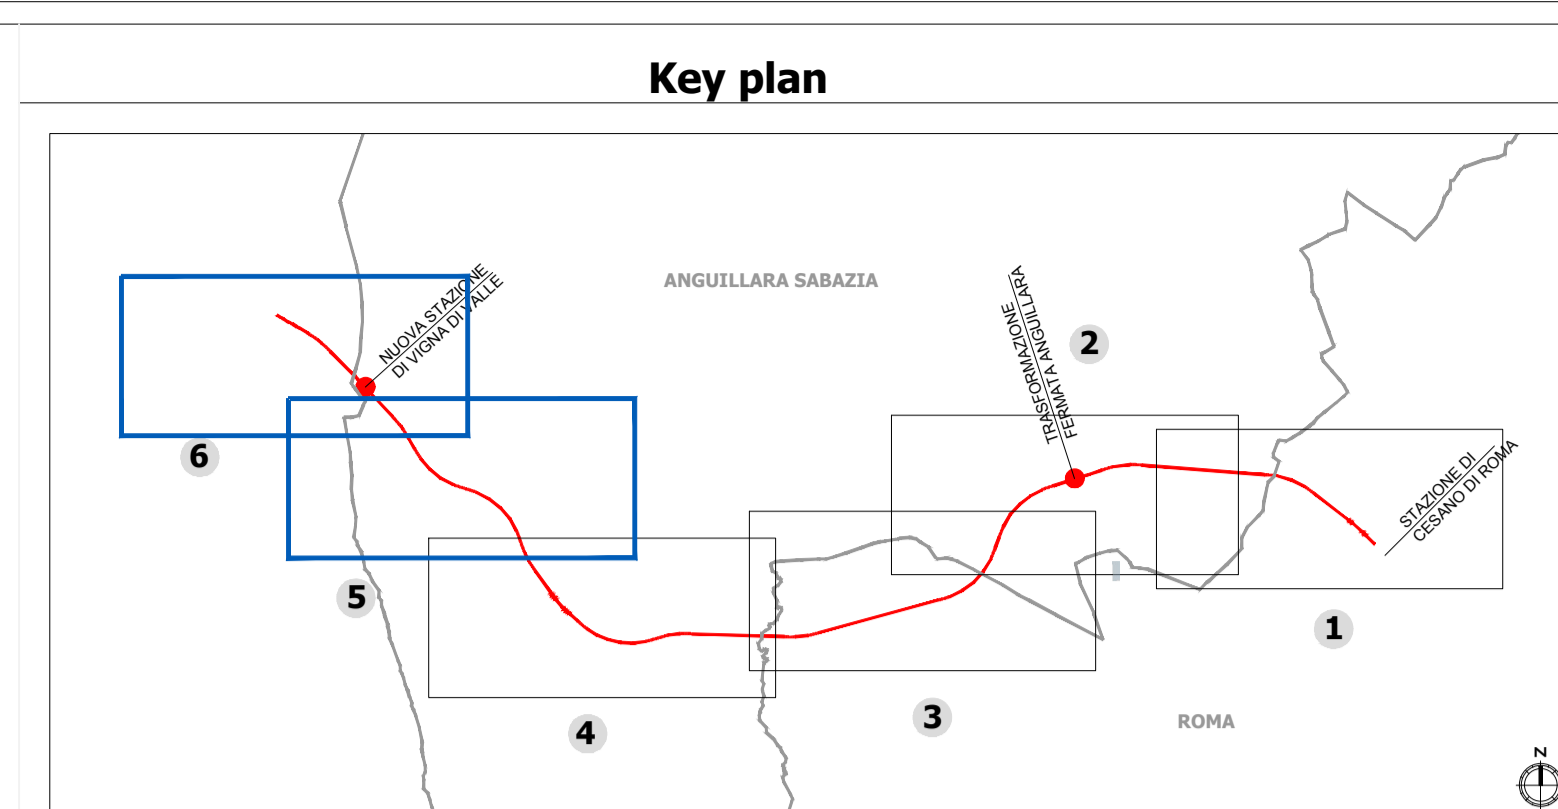 Key plan
ANGUILLARA SABAZIA
NUOVA STAZIONE
DI VIGNA DI VALLE
TRASFORMAZIONE
FERMATA ANGUILLARA
2
6
STAZIONE DI
CESANO DI ROMA
5
1
4
3
ROMA
N